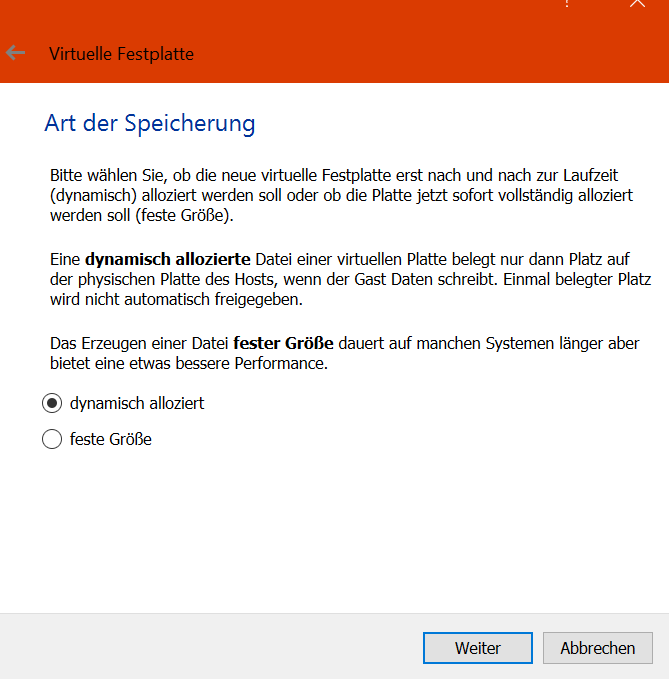 Virtuelle Festplatte
Art der Speicherung
Bitte wählen Sie, ob die neue virtuelle Festplatte erst nach und nach zur Laufzeit
(dynamisch) alloziert werden soll oder ob die Platte jetzt sofort vollständig alloziert
werden soll (feste Größe).
Eine dynamisch allozierte Datei einer virtuellen Platte belegt nur dann Platz auf
der physischen Platte des Hosts, wenn der Gast Daten schreibt. Einmal belegter Platz
wird nicht automatisch freigegeben.
Das Erzeugen einer Datei fester Größe dauert auf manchen Systemen länger aber
bietet eine etwas bessere Performance.
dynamisch alloziert
feste Größe
Weiter
Abbrechen